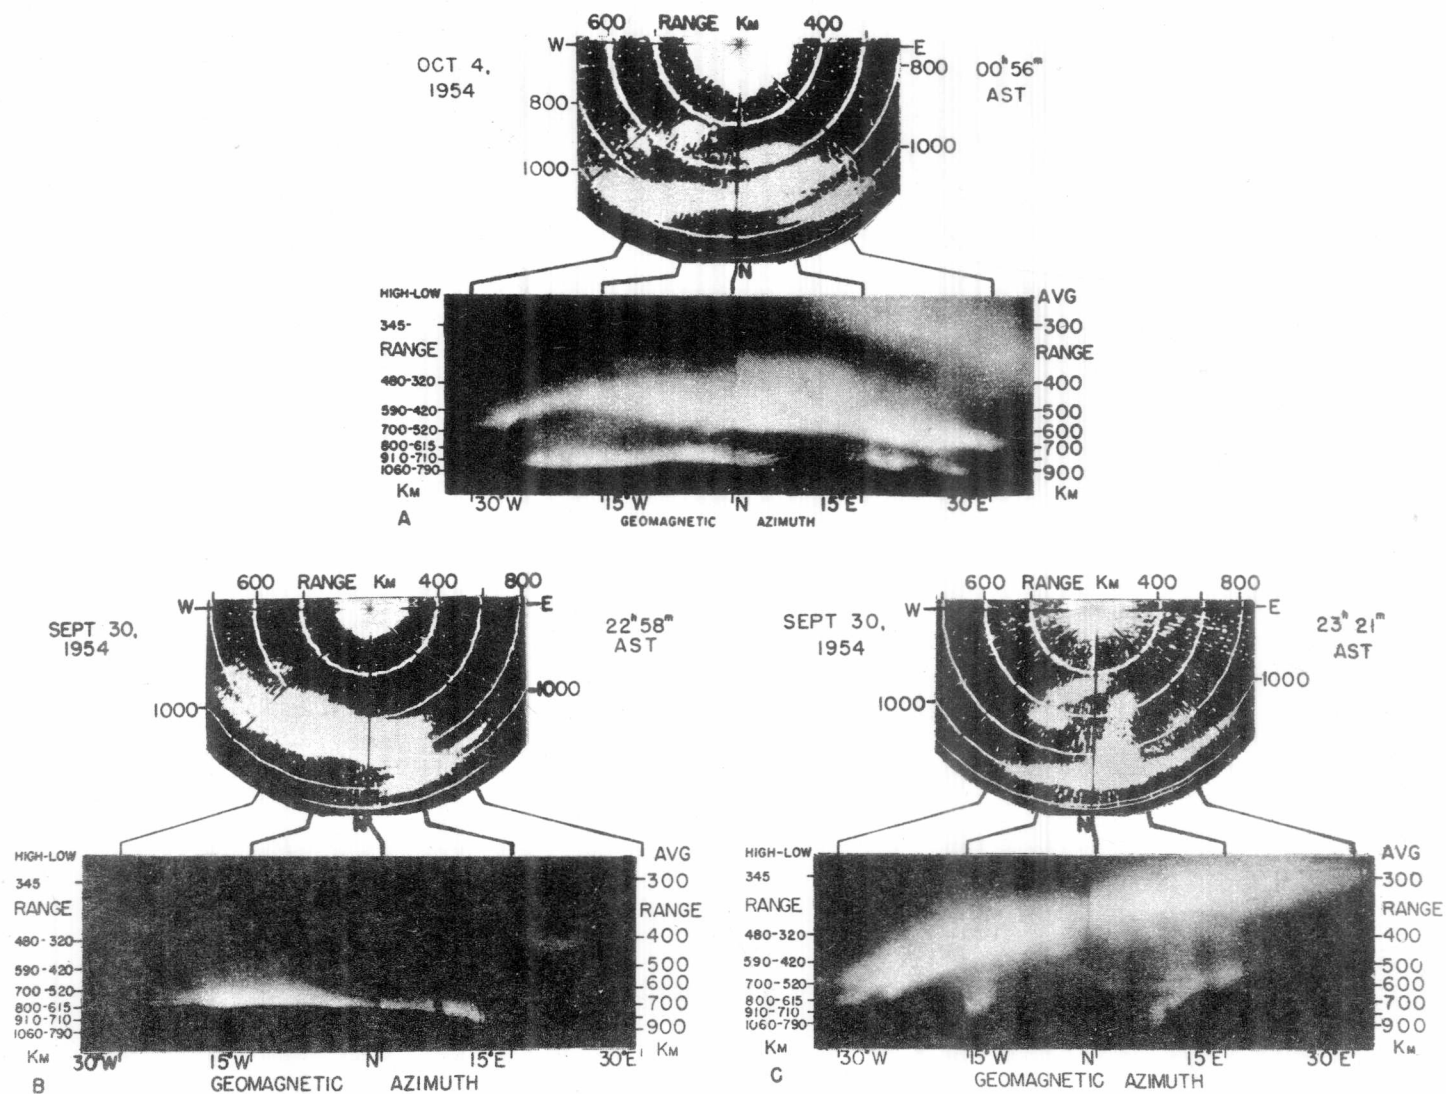 600 RANGE KM 400
W E
OCT 4, 1954
00h56m AST
800 800
1000 1000
N
HIGH-LOW AVG
345- 300
RANGE RANGE
480-320 400
590-420 500
700-520 600
800-615 700
910-710
1060-790 900
KM KM
30°W 15°W N 15°E 30°E
A GEOMAGNETIC AZIMUTH
600 RANGE KM 400 800
W E
SEPT 30, 1954
22h58m AST
1000 1000
N
HIGH-LOW AVG
345 300
RANGE RANGE
480-320 400
590-420 500
700-520 600
800-615 700
910-710
1060-790 900
KM KM
30°W 15°W N 15°E 30°E
B GEOMAGNETIC AZIMUTH
600 RANGE KM 400 800
W E
SEPT 30, 1954
23h21m AST
1000 1000
N
HIGH-LOW AVG
345 300
RANGE RANGE
480-320 400
590-420 500
700-520 600
800-615 700
910-710
1060-790 900
KM KM
30°W 15°W N 15°E 30°E
C GEOMAGNETIC AZIMUTH